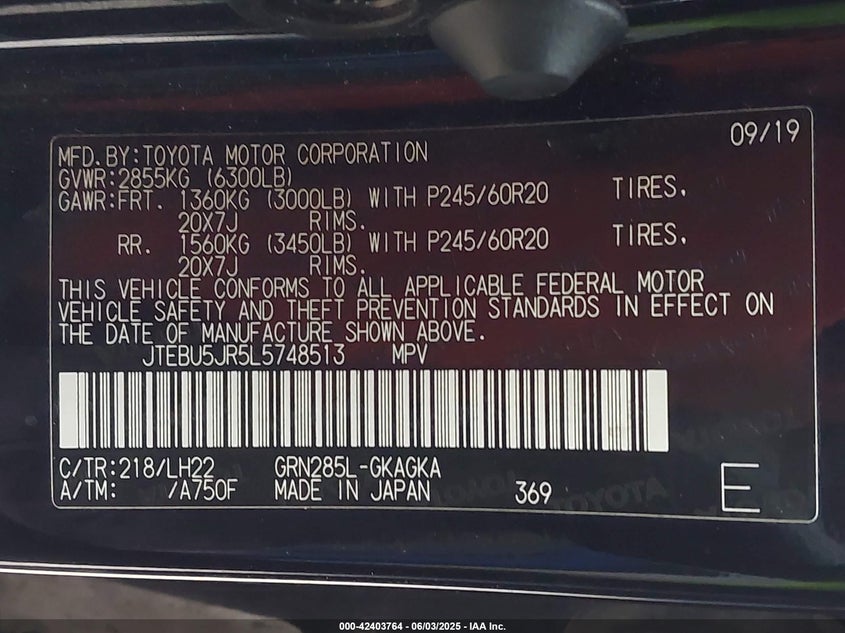 09/19
MFD.BY:TOYOTA MOTOR CORPORATION
GVWR:2855KG (6300LB)
GAWR:FRT. 1360KG (3000LB) WITH P245/60R20 TIRES,
20X7J RIMS.
RR. 1560KG (3450LB) WITH P245/60R20 TIRES,
20X7J RIMS.
THIS VEHICLE CONFORMS TO ALL APPLICABLE FEDERAL MOTOR
VEHICLE SAFETY AND THEFT PREVENTION STANDARDS IN EFFECT ON
THE DATE OF MANUFACTURE SHOWN ABOVE.
JTEBU5JR5L5748513 MPV
C/TR:218/LH22 GRN285L-GKAGKA
A/TM: /A750F MADE IN JAPAN 369 E
TOYOTA
000-42403764 - 06/03/2025 - IAA Inc.